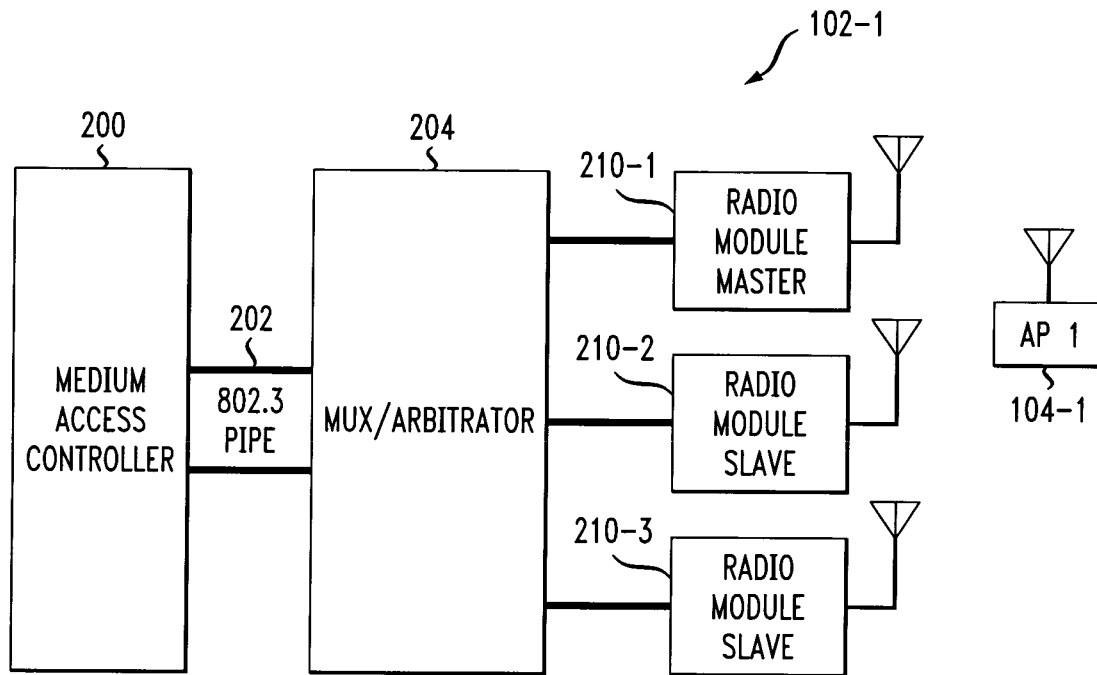 102-1
200
204
210-1
RADIO
MODULE
MASTER
202
802.3
PIPE
MEDIUM
ACCESS
CONTROLLER
MUX/ARBITRATOR
210-2
RADIO
MODULE
SLAVE
AP 1
104-1
210-3
RADIO
MODULE
SLAVE